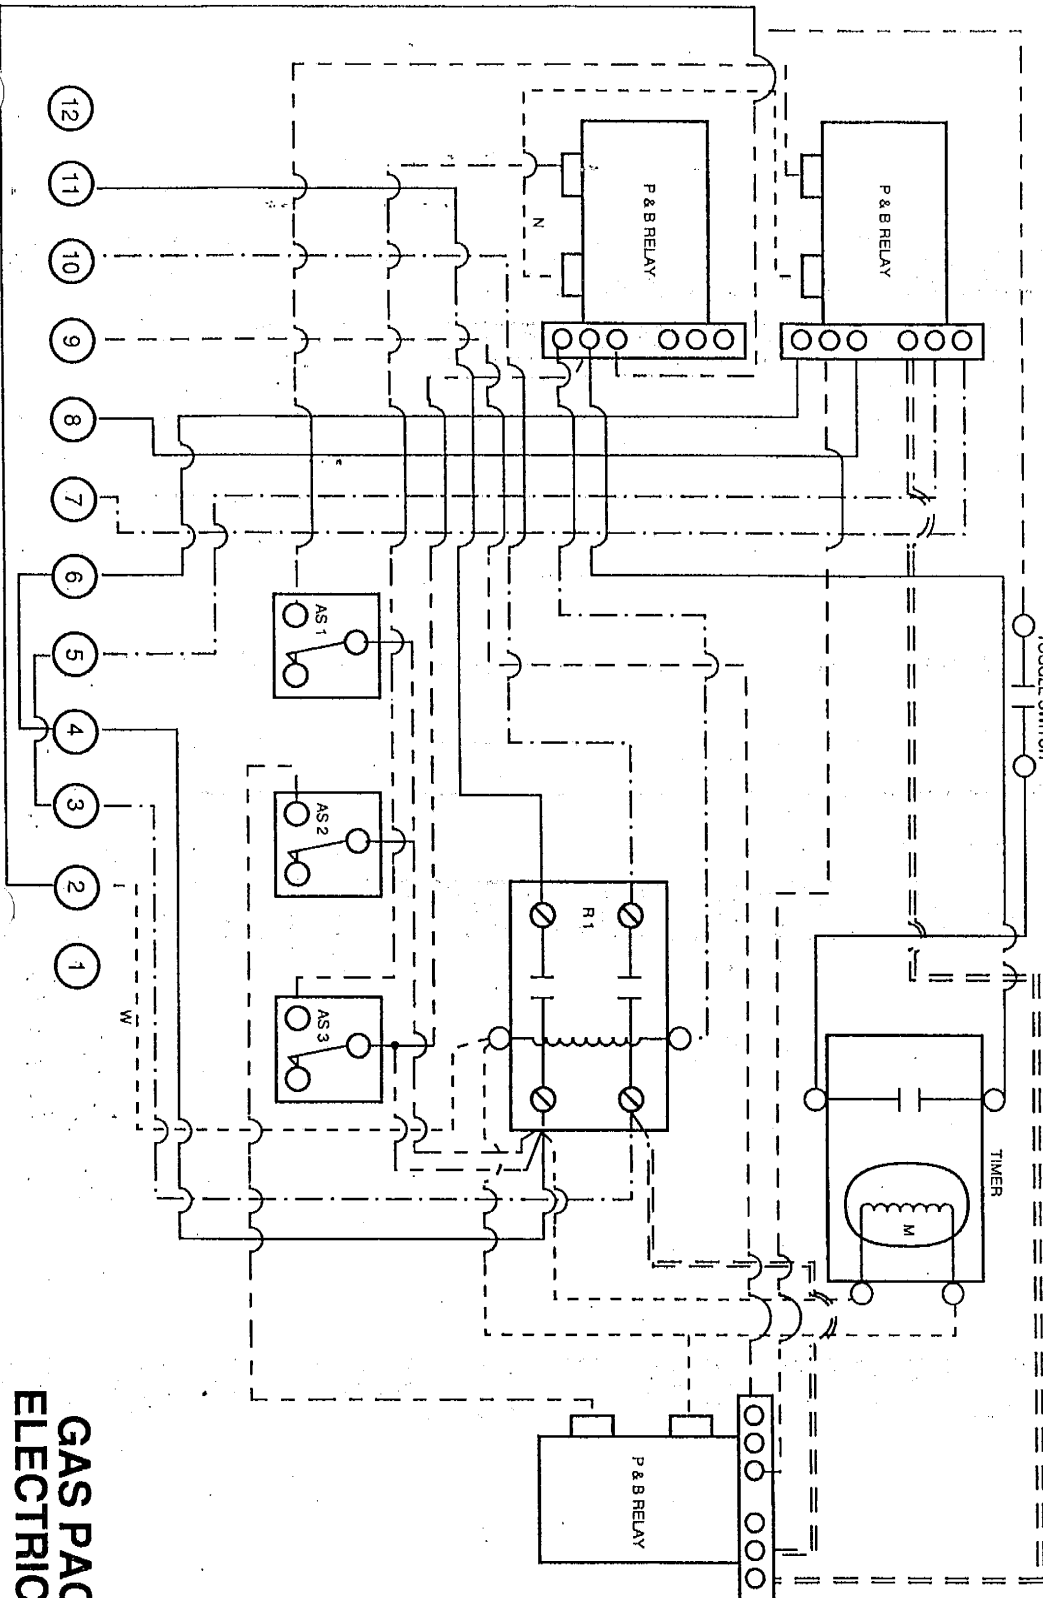 P & B RELAY
P & B RELAY
N
12
11
10
9
8
7
6
5
4
3
2
1
AS 1
AS 2
AS 3
R1
W
TIMER
M
P & B RELAY
GAS PAC
ELECTRIC